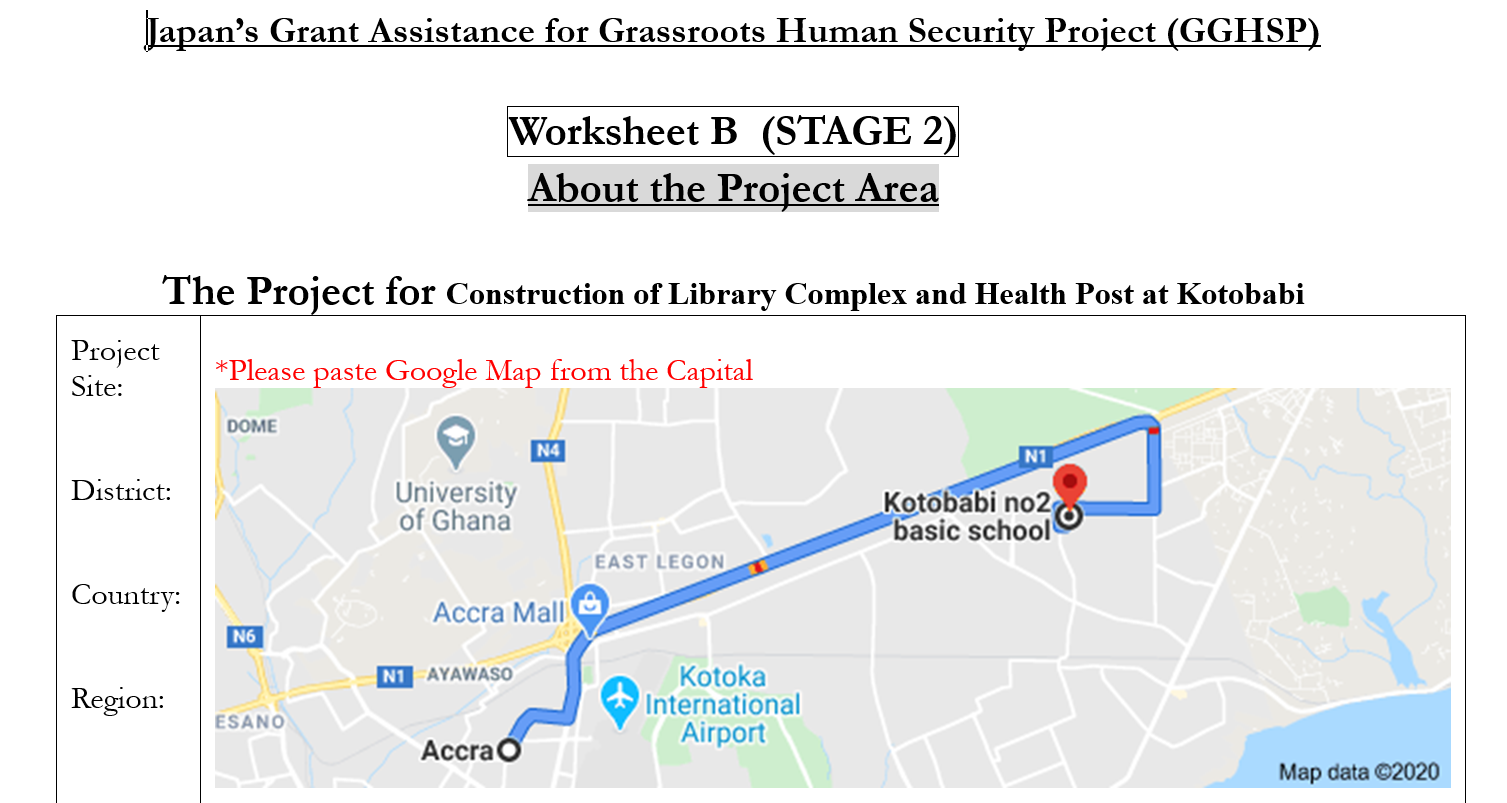 Japan’s Grant Assistance for Grassroots Human Security Project (GGHSP)
Worksheet B  (STAGE 2)
About the Project Area
The Project for Construction of Library Complex and Health Post at Kotobabi
Project
Site:
District:
Country:
Region:
*Please paste Google Map from the Capital
DOME
N4
University
of Ghana
N1
Kotobabi no2
basic school
EAST LEGON
Accra Mall
N6
N1
AYAWASO
Kotoka
International
Airport
ESANO
Accra
Map data ©2020